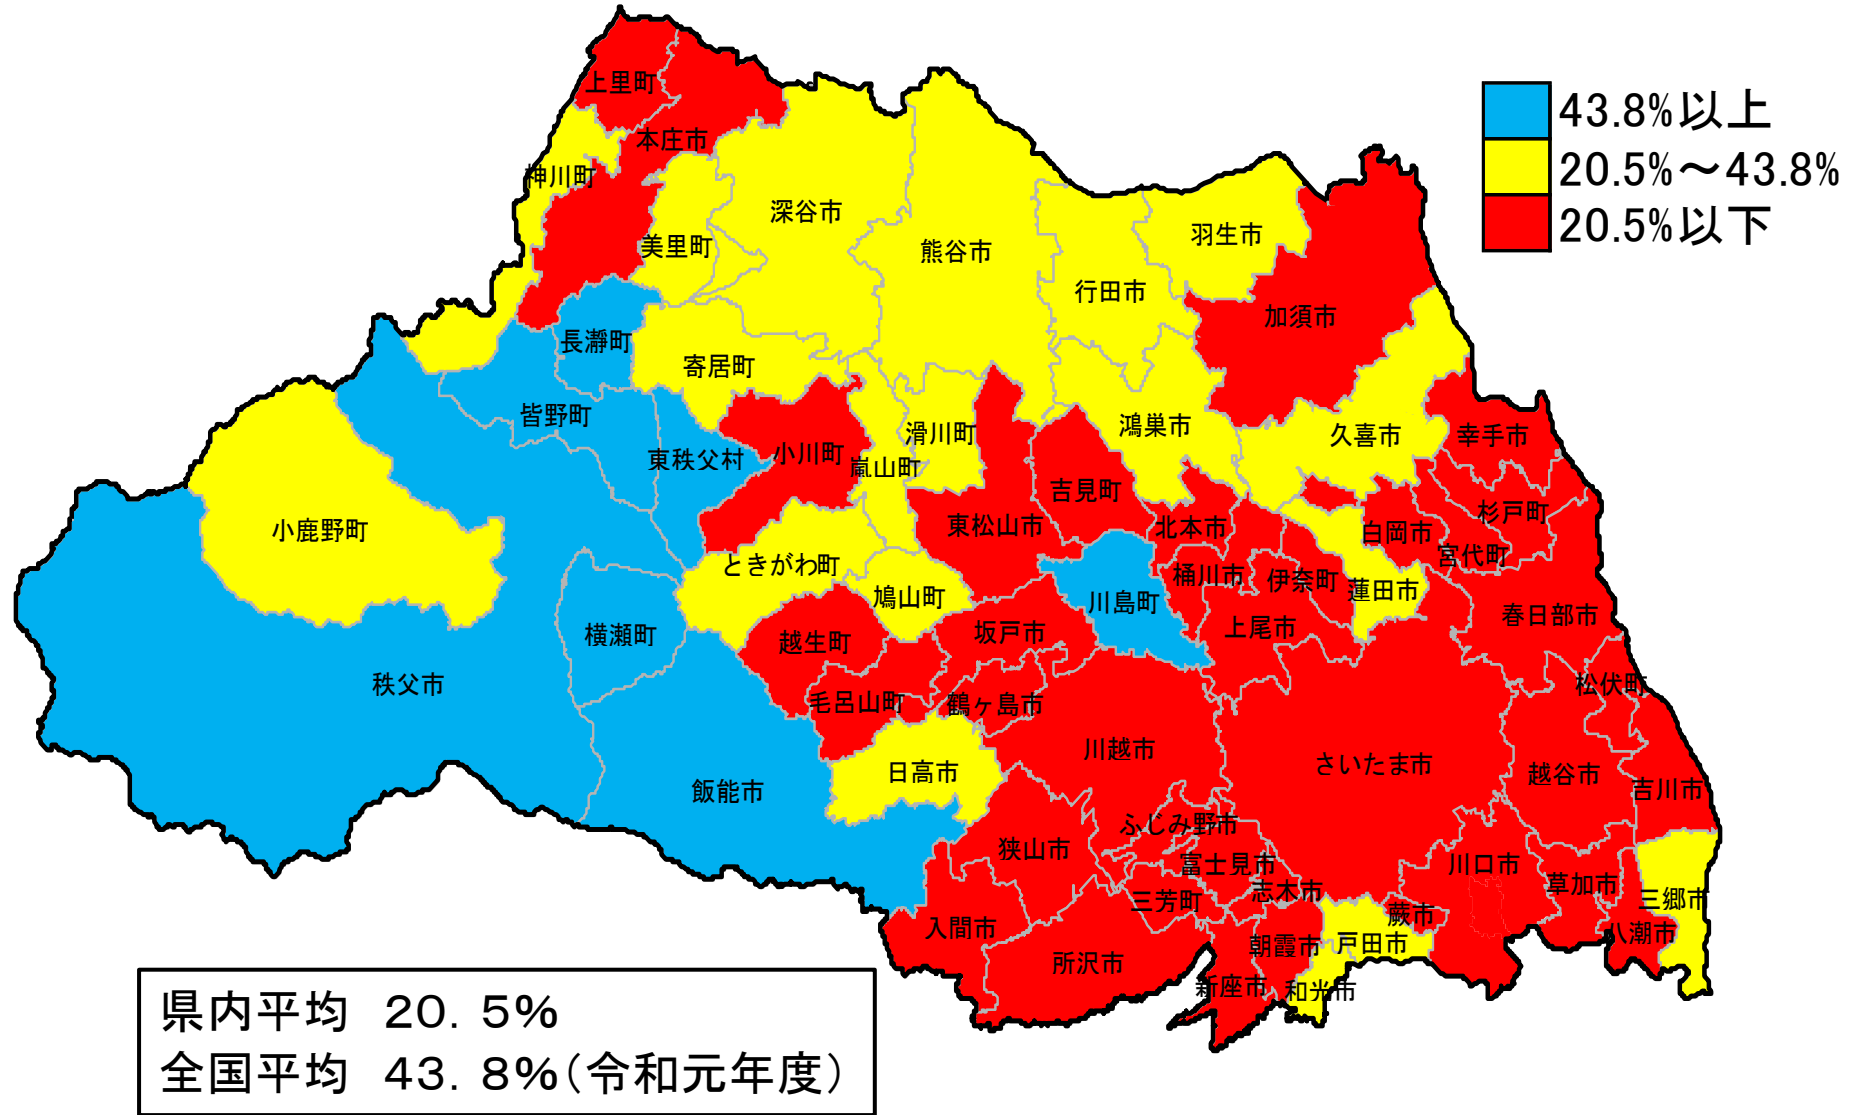 43.8%以上
20.5%～43.8%
20.5%以下
上里町
本庄市
神川町
美里町
深谷市
熊谷市
行田市
羽生市
加須市
長瀞町
寄居町
皆野町
東秩父村
小川町
嵐山町
滑川町
鴻巣市
久喜市
幸手市
小鹿野町
ときがわ町
東松山市
吉見町
北本市
白岡市
杉戸町
宮代町
鳩山町
川島町
桶川市
伊奈町
蓮田市
春日部市
横瀬町
越生町
坂戸市
上尾市
秩父市
毛呂山町
鶴ヶ島市
松伏町
飯能市
日高市
川越市
さいたま市
越谷市
吉川市
狭山市
ふじみ野市
富士見市
三芳町
志木市
川口市
草加市
三郷市
入間市
所沢市
新座市
朝霞市
和光市
戸田市
蕨市
八潮市
県内平均 20.5%
全国平均 43.8%(令和元年度)